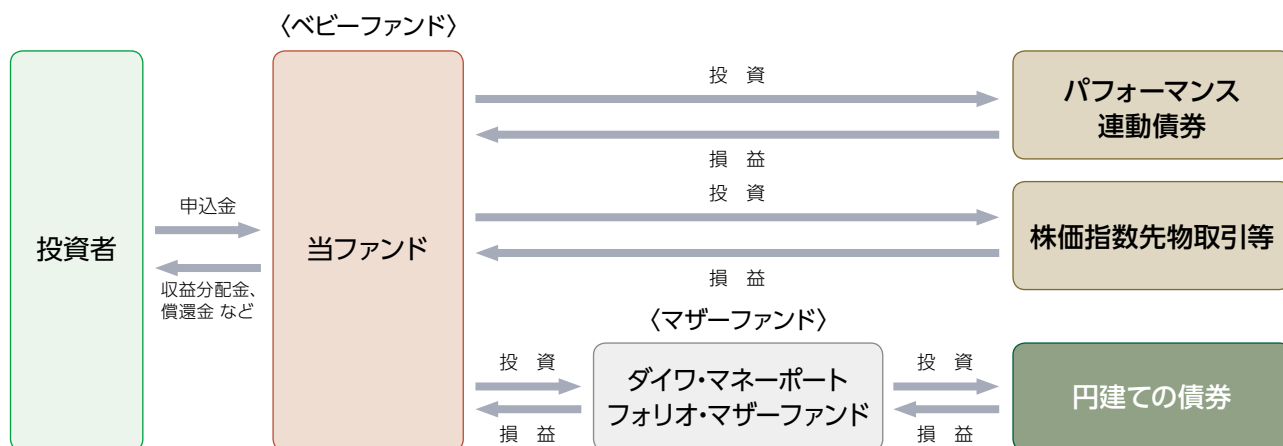 〈ベビーファンド〉
投資者
申込金
収益分配金、
償還金 など
当ファンド
投 資
損 益
パフォーマンス
連動債券
投 資
損 益
株価指数先物取引等
〈マザーファンド〉
投 資
損 益
ダイワ・マネーポート
フォリオ・マザーファンド
投 資
損 益
円建ての債券